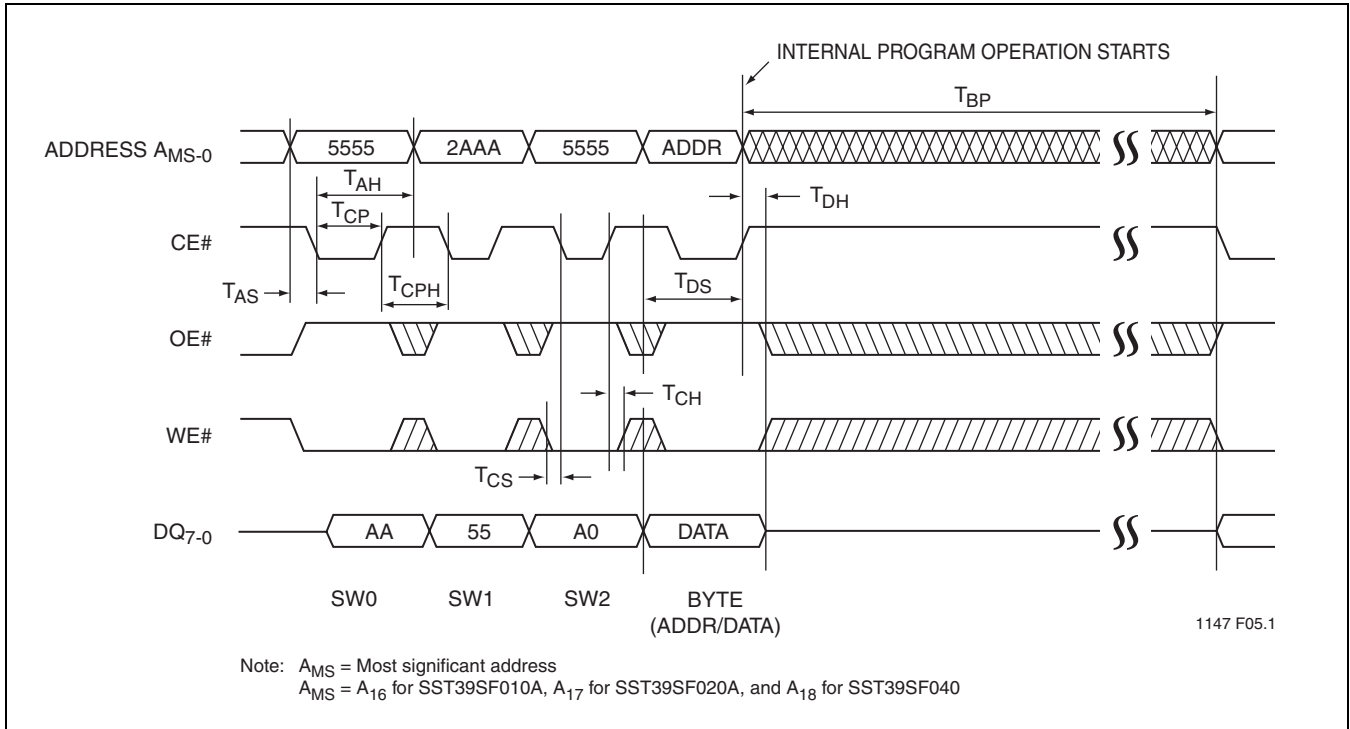 INTERNAL PROGRAM OPERATION STARTS
TBP
ADDRESS AMS-0
5555
2AAA
5555
ADDR
TAH
TDH
TCP
CE#
TAS
TCPH
TDS
OE#
TCH
WE#
TCS
DQ7-0
AA
55
A0
DATA
SW0
SW1
SW2
BYTE
(ADDR/DATA)
1147 F05.1
Note: AMS = Most significant address
AMS = A16 for SST39SF010A, A17 for SST39SF020A, and A18 for SST39SF040